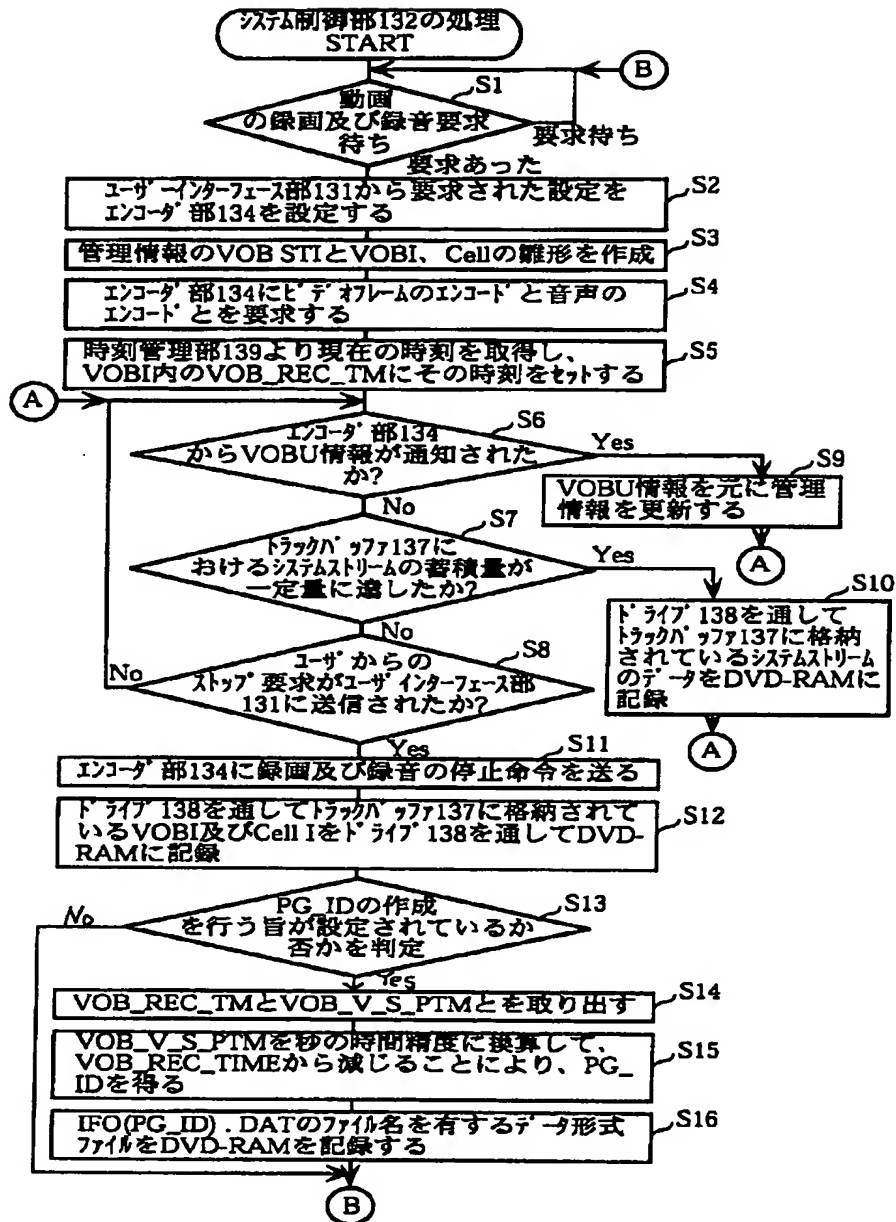 システム制御部132の処理
START
B
S1
動画
の録画及び録音要求
待ち
要求待ち
要求あった
S2
ユーザーインターフェース部131から要求された設定を
エンコーダ部134を設定する
S3
管理情報のVOB STIとVOBI、Cellの雛形を作成
S4
エンコーダ部134にビデオフレームのエンコードと音声の
エンコードとを要求する
S5
時刻管理部139より現在の時刻を取得し、
VOBI内のVOB_REC_TMにその時刻をセットする
A
S6
エンコーダ部134
からVOBU情報が通知された
か?
Yes
No
S9
VOBU情報を元に管理
情報を更新する
A
S7
トラックバッファ137に
おけるシステムストリームの蓄積量が
一定量に達したか?
Yes
No
S10
ドライブ138を通して
トラックバッファ137に格納
されているシステムストリーム
のデータをDVD-RAMに
記録
A
S8
ユーザからの
ストップ要求がユーザインターフェース部
131に送信されたか?
No
Yes
S11
エンコーダ部134に録画及び録音の停止命令を送る
S12
ドライブ138を通してトラックバッファ137に格納されて
いるVOBI及びCell Iをドライブ138を通してDVD-
RAMに記録
S13
PG_IDの作成
を行う旨が設定されているか
否かを判定
No
Yes
S14
VOB_REC_TMとVOB_V_S_PTMとを取り出す
S15
VOB_V_S_PTMを秒の時間精度に換算して、
VOB_REC_TIMEから減じることにより、PG_
IDを得る
S16
IFO(PG_ID).DATのファイル名を有するデータ形式
ファイルをDVD-RAMを記録する
B